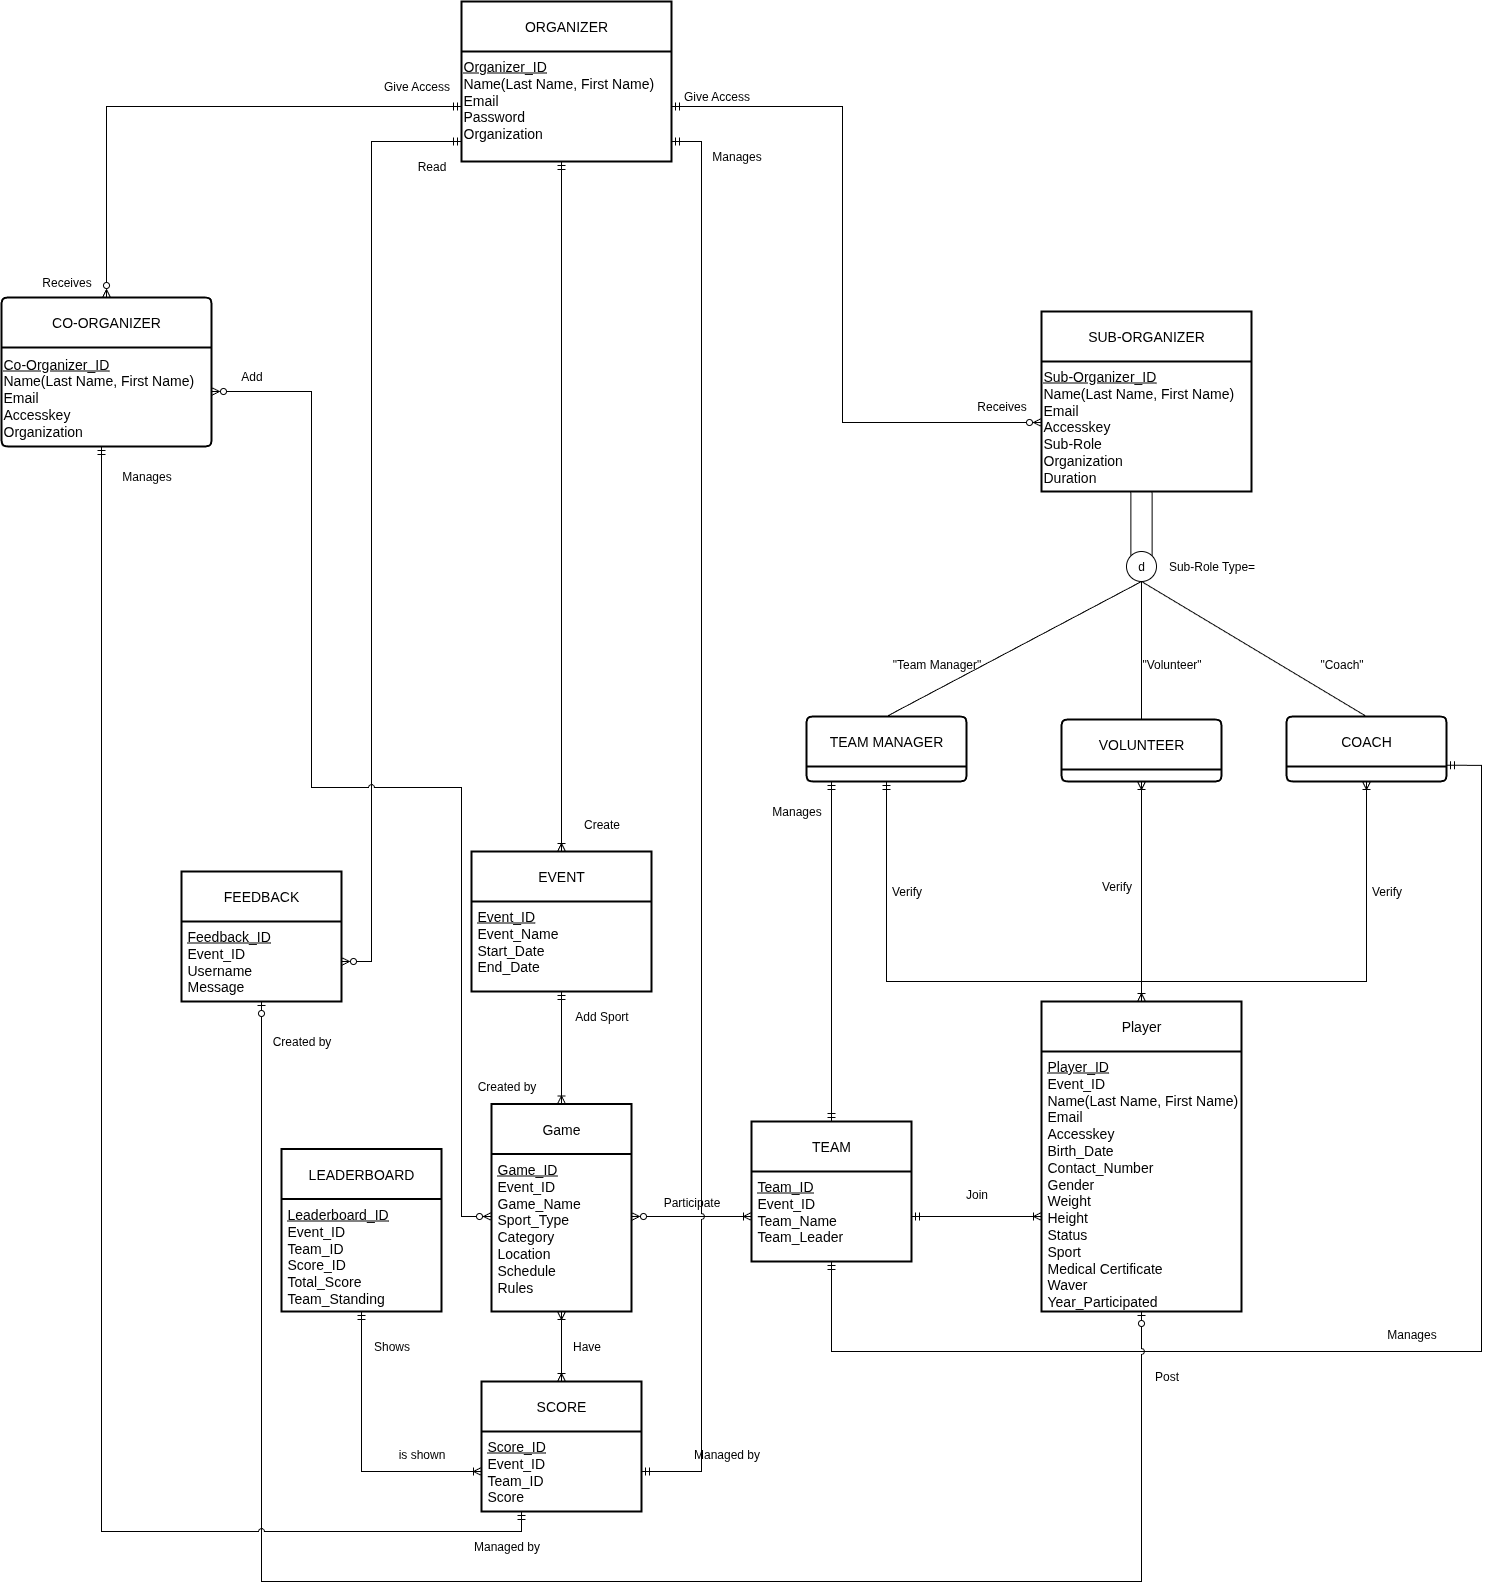 ORGANIZER
Organizer_ID
Name(Last Name, First Name)
Email
Password
Organization
Give Access
Give Access
Read
Manages
Receives
CO-ORGANIZER
Co-Organizer_ID
Name(Last Name, First Name)
Email
Accesskey
Organization
Add
Manages
SUB-ORGANIZER
Sub-Organizer_ID
Name(Last Name, First Name)
Email
Accesskey
Sub-Role
Organization
Duration
Receives
d
Sub-Role Type=
"Team Manager"
"Volunteer"
"Coach"
TEAM MANAGER
VOLUNTEER
COACH
Manages
Verify
Verify
Verify
Create
EVENT
Event_ID
Event_Name
Start_Date
End_Date
FEEDBACK
Feedback_ID
Event_ID
Username
Message
Add Sport
Created by
Created by
Game
Game_ID
Event_ID
Game_Name
Sport_Type
Category
Location
Schedule
Rules
LEADERBOARD
Leaderboard_ID
Event_ID
Team_ID
Score_ID
Total_Score
Team_Standing
Participate
TEAM
Team_ID
Event_ID
Team_Name
Team_Leader
Join
Player
Player_ID
Event_ID
Name(Last Name, First Name)
Email
Accesskey
Birth_Date
Contact_Number
Gender
Weight
Height
Status
Sport
Medical Certificate
Waver
Year_Participated
Manages
Shows
Have
Post
SCORE
Score_ID
Event_ID
Team_ID
Score
is shown
Managed by
Managed by